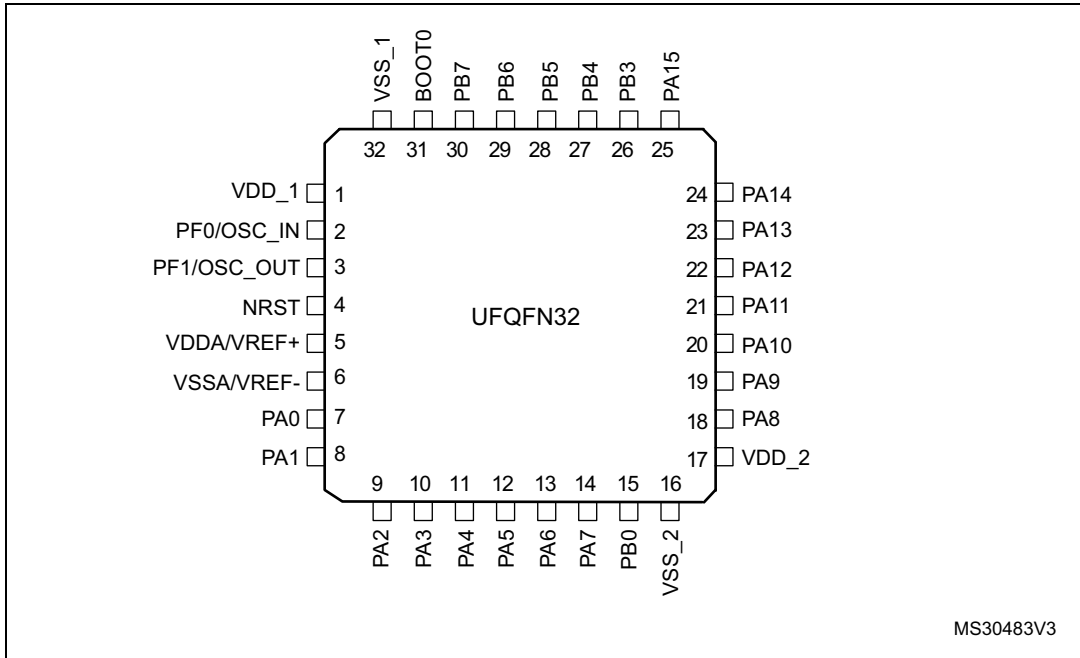 VSS_1
BOOT0
PB7
PB6
PB5
PB4
PB3
PA15
32 31 30 29 28 27 26 25
VDD_1 1
PF0/OSC_IN 2
PF1/OSC_OUT 3
NRST 4
VDDA/VREF+ 5
VSSA/VREF- 6
PA0 7
PA1 8
UFQFN32
24 PA14
23 PA13
22 PA12
21 PA11
20 PA10
19 PA9
18 PA8
17 VDD_2
9 10 11 12 13 14 15 16
PA2
PA3
PA4
PA5
PA6
PA7
PB0
VSS_2
MS30483V3